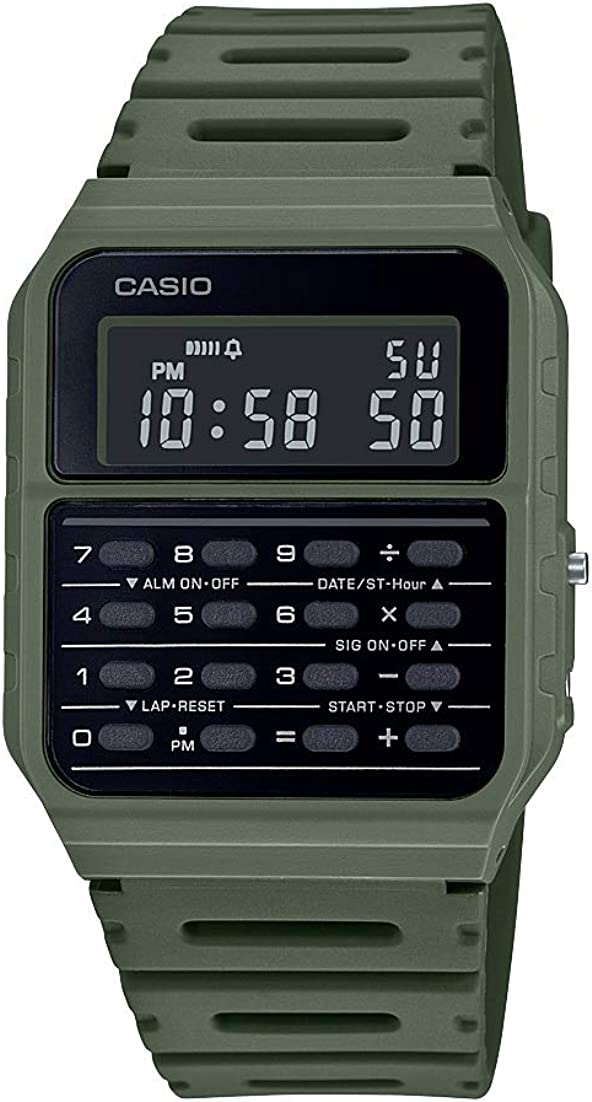 CASIO
PM SU
10:58 50
7 8 9 ÷
▼ ALM ON•OFF DATE/ST-Hour ▲
4 5 6 ×
SIG ON•OFF ▲
1 2 3 −
▼ LAP•RESET START•STOP ▼
0 ▪ PM = +